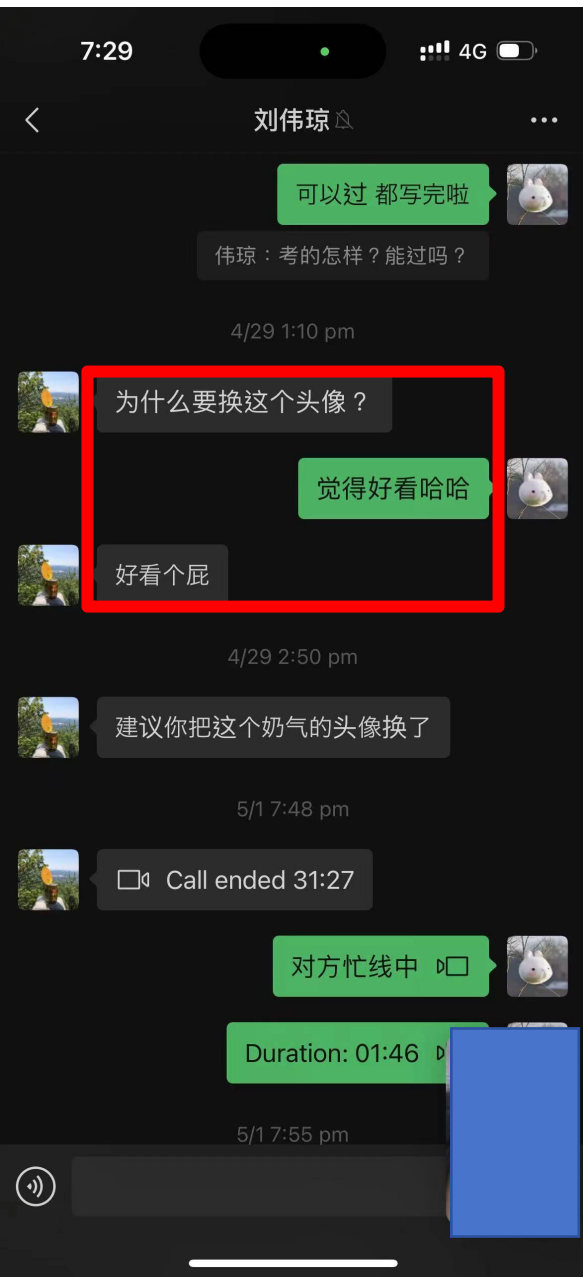 7:29
4G
刘伟琼
可以过 都写完啦
伟琼：考的怎样？能过吗？
4/29 1:10 pm
为什么要换这个头像？
觉得好看哈哈
好看个屁
4/29 2:50 pm
建议你把这个奶气的头像换了
5/1 7:48 pm
Call ended 31:27
对方忙线中
Duration: 01:46
5/1 7:55 pm